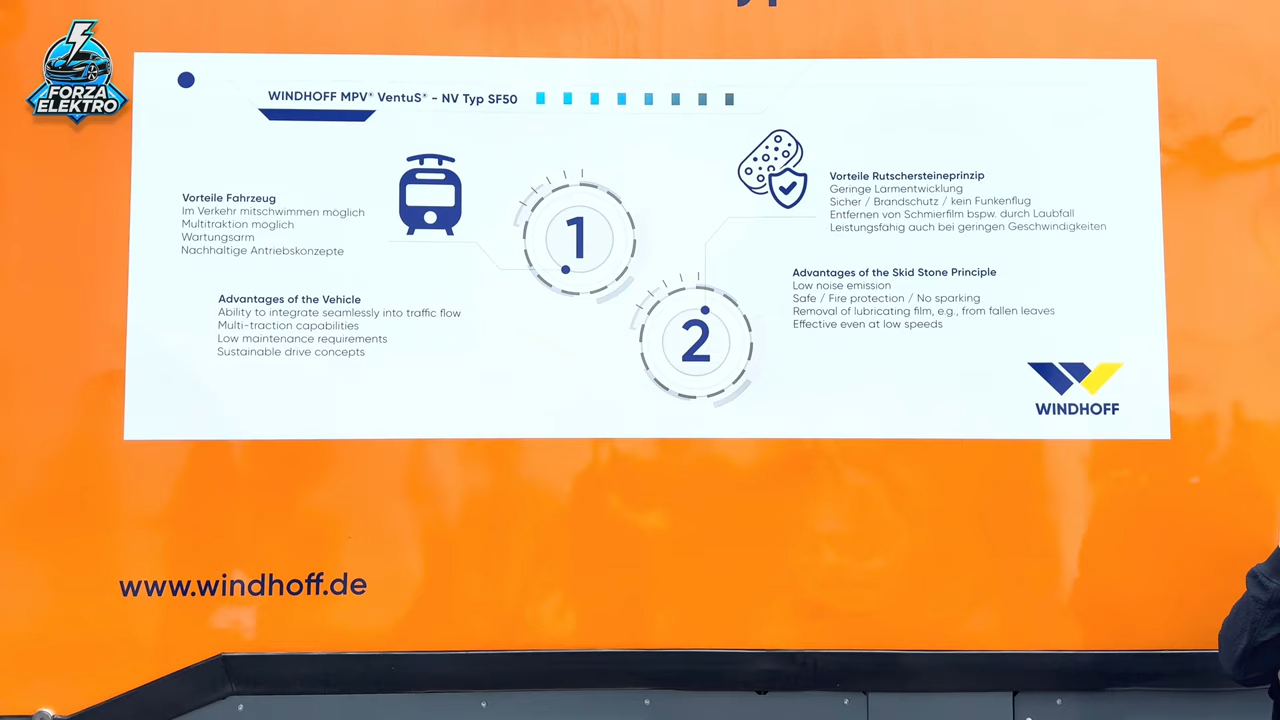 FORZA
ELEKTRO
WINDHOFF MPV® VentuS® - NV Typ SF50
Vorteile Fahrzeug
Im Verkehr mitschwimmen möglich
Multitraktion möglich
Wartungsarm
Nachhaltige Antriebskonzepte
Advantages of the Vehicle
Ability to integrate seamlessly into traffic flow
Multi-traction capabilities
Low maintenance requirements
Sustainable drive concepts
1
2
Vorteile Rutschersteineprinzip
Geringe Larmentwicklung
Sicher / Brandschutz / kein Funkenflug
Entfernen von Schmierfilm bspw. durch Laubfall
Leistungsfähig auch bei geringen Geschwindigkeiten
Advantages of the Skid Stone Principle
Low noise emission
Safe / Fire protection / No sparking
Removal of lubricating film, e.g., from fallen leaves
Effective even at low speeds
WINDHOFF
www.windhoff.de